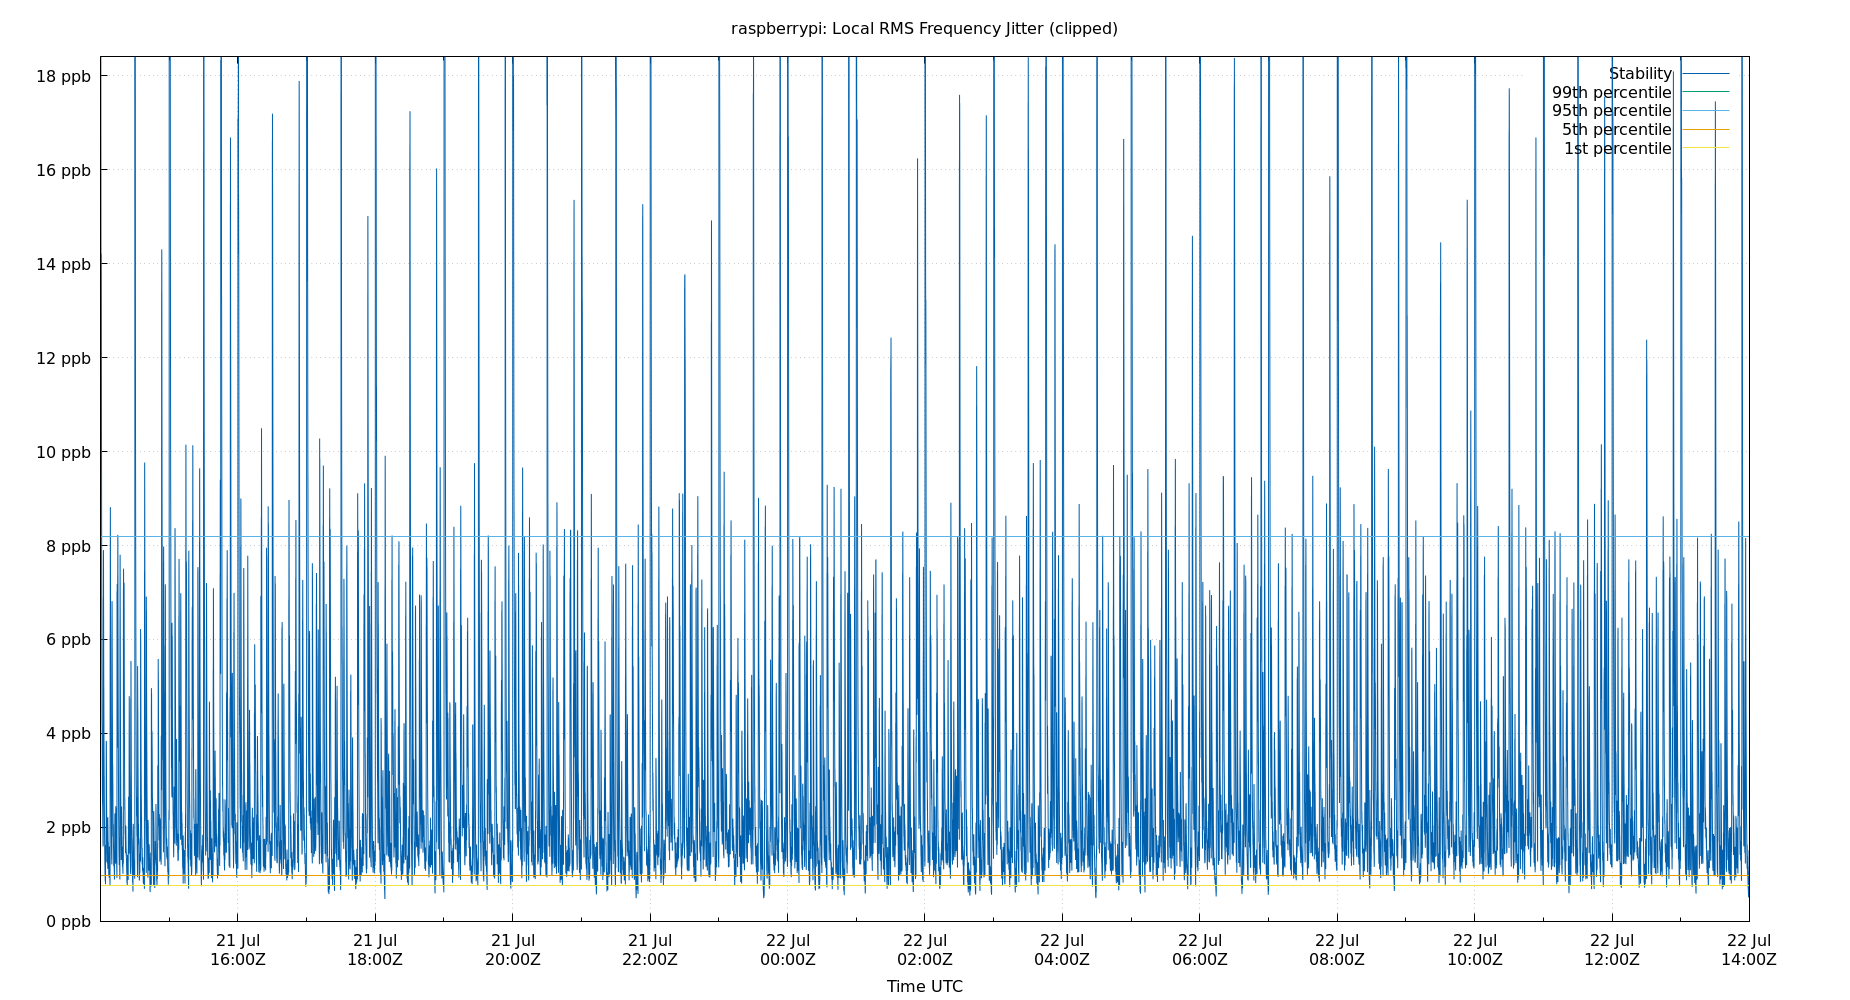 raspberrypi: Local RMS Frequency Jitter (clipped)
18 ppb
16 ppb
14 ppb
12 ppb
10 ppb
8 ppb
6 ppb
4 ppb
2 ppb
0 ppb
Stability
99th percentile
95th percentile
5th percentile
1st percentile
21 Jul
16:00Z
21 Jul
18:00Z
21 Jul
20:00Z
21 Jul
22:00Z
22 Jul
00:00Z
22 Jul
02:00Z
22 Jul
04:00Z
22 Jul
06:00Z
22 Jul
08:00Z
22 Jul
10:00Z
22 Jul
12:00Z
22 Jul
14:00Z
Time UTC